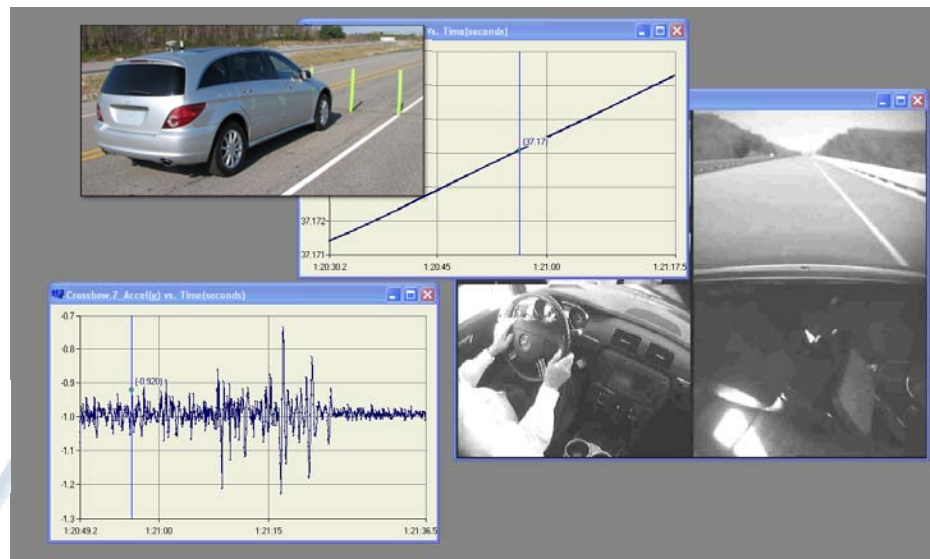 vs. Time(seconds)
(37.17)
37.172
37.171
1:20:30.2 1:20:45 1:21:00 1:21:17.5
Crossbow.Z_Accel(g) vs. Time(seconds)
-0.7
-0.8
-0.9
(-0.920)
-1.0
-1.1
-1.2
-1.3
1:20:49.2 1:21:00 1:21:15 1:21:36.5